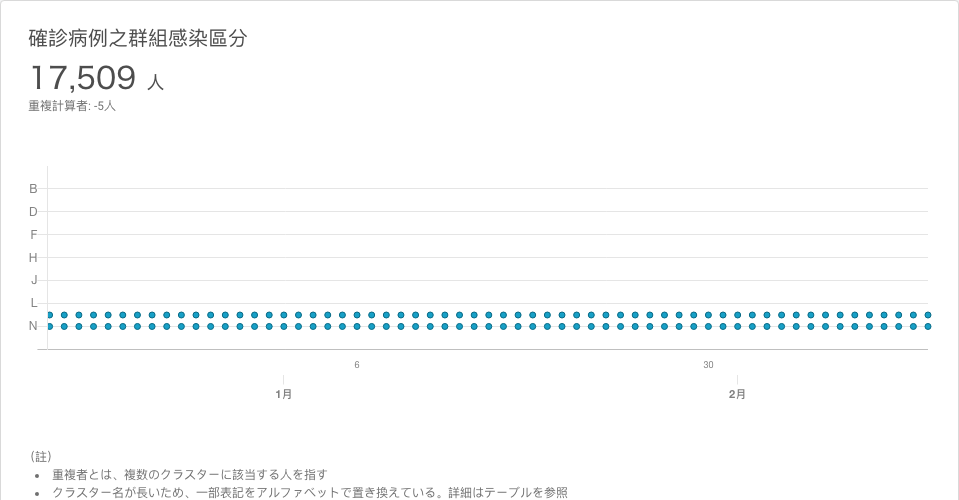 確診病例之群組感染區分
17,509 人
重複計算者: -5人
B
D
F
H
J
L
N
6
30
1月
2月
(註)
• 重複者とは、複数のクラスターに該当する人を指す
• クラスター名が長いため、一部表記をアルファベットで置き換えている。詳細はテーブルを参照